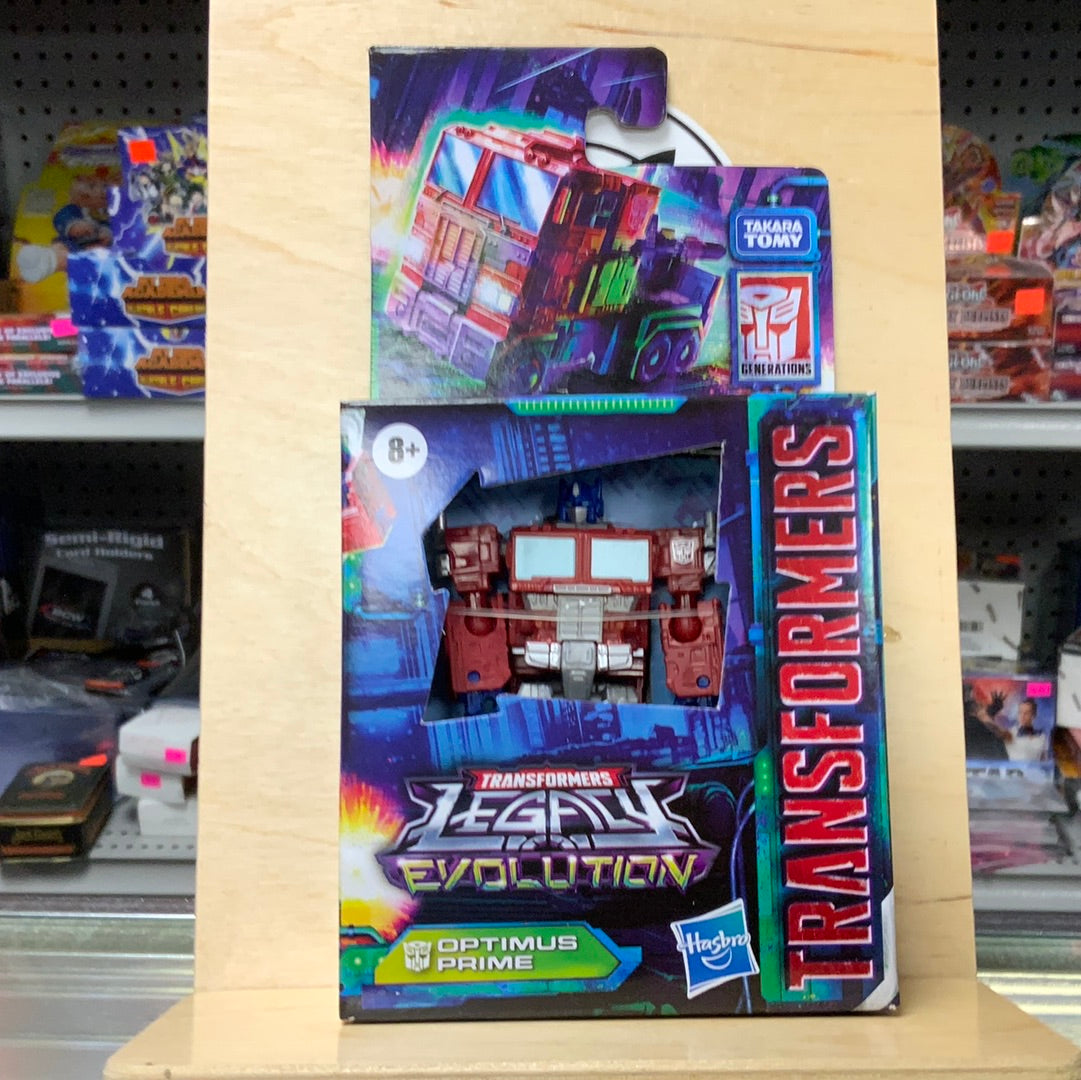 TAKARA
TOMY
GENERATIONS
8+
TRANSFORMERS
TRANSFORMERS
LEGACY
EVOLUTION
OPTIMUS
PRIME
Hasbro
Semi-Rigid
Card Holders